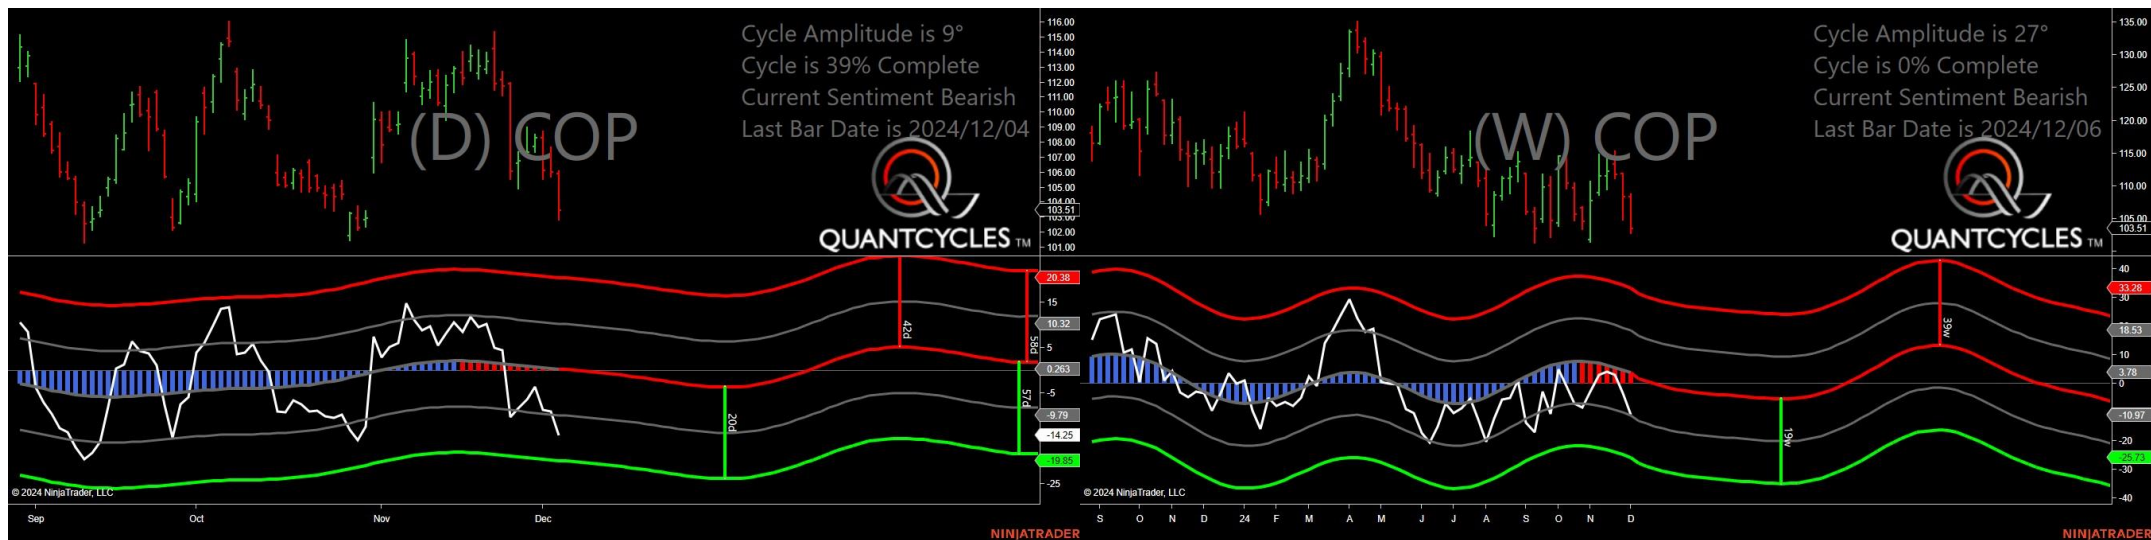 Cycle Amplitude is 9°
Cycle is 39% Complete
Current Sentiment Bearish
Last Bar Date is 2024/12/04
(D) COP
QUANTCYCLES TM
116.00
115.00
114.00
113.00
112.00
111.00
110.00
109.00
108.00
107.00
106.00
105.00
104.00
103.51
103.00
102.00
101.00
20.38
15
10.32
5
0.263
-5
-9.79
-14.25
-19.85
-25
42d
58d
20d
57d
© 2024 NinjaTrader, LLC
Sep Oct Nov Dec
NINJATRADER
Cycle Amplitude is 27°
Cycle is 0% Complete
Current Sentiment Bearish
Last Bar Date is 2024/12/06
(W) COP
QUANTCYCLES TM
135.00
130.00
125.00
120.00
115.00
110.00
105.00
103.51
40
33.28
30
18.53
10
3.78
0
-10.97
-20
-25.73
-30
-40
39w
19w
© 2024 NinjaTrader, LLC
S O N D 24 F M A M J J A S O N D
NINJATRADER